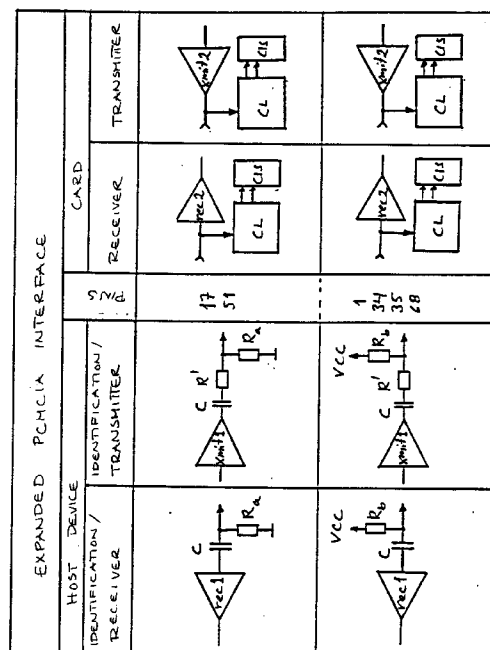 EXPANDED PCMCIA INTERFACE
HOST DEVICE
PINS
CARD
IDENTIFICATION/
RECEIVER
IDENTIFICATION/
TRANSMITTER
RECEIVER
TRANSMITTER
rec1
C
Ra
xmit1
C
R'
Ra
17
51
rec2
CL
CIS
xmit2
CL
CIS
rec1
C
VCC
Rb
xmit1
C
R'
VCC
Rb
1
34
35
68
rec2
CL
CIS
xmit2
CL
CIS